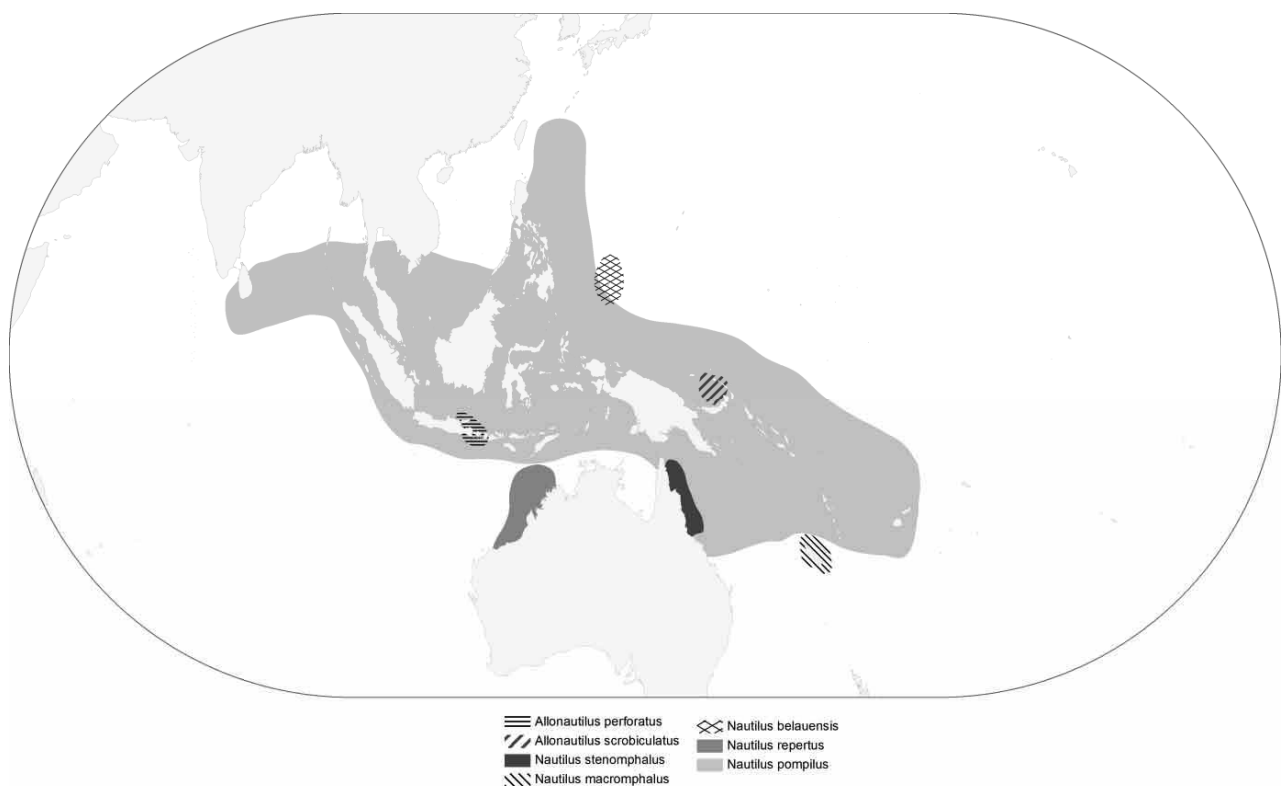 Allonautilus perforatus
Allonautilus scrobiculatus
Nautilus stenomphalus
Nautilus macromphalus
Nautilus belauensis
Nautilus repertus
Nautilus pompilus